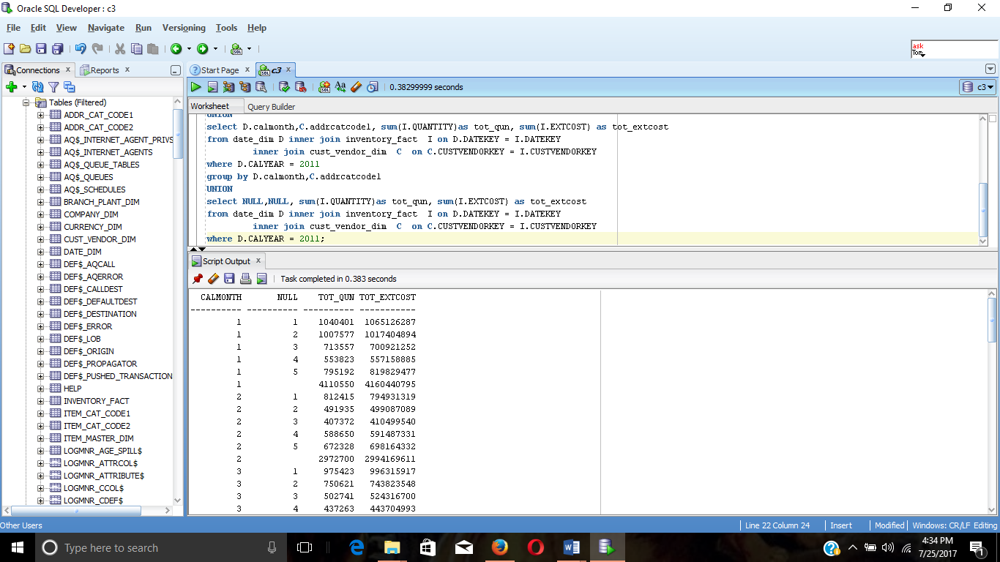 Oracle SQL Developer : c3
File Edit View Navigate Run Versioning Tools Help
ask
Tom
Connections x Reports x
Start Page x c3 x
0.38299999 seconds
c3
Worksheet Query Builder
Tables (Filtered)
ADDR_CAT_CODE1
ADDR_CAT_CODE2
AQ$_INTERNET_AGENT_PRIVS
AQ$_INTERNET_AGENTS
AQ$_QUEUE_TABLES
AQ$_QUEUES
AQ$_SCHEDULES
BRANCH_PLANT_DIM
COMPANY_DIM
CURRENCY_DIM
CUST_VENDOR_DIM
DATE_DIM
DEF$_AQCALL
DEF$_AQERROR
DEF$_CALLDEST
DEF$_DEFAULTDEST
DEF$_DESTINATION
DEF$_ERROR
DEF$_LOB
DEF$_ORIGIN
DEF$_PROPAGATOR
DEF$_PUSHED_TRANSACTION
HELP
INVENTORY_FACT
ITEM_CAT_CODE1
ITEM_CAT_CODE2
ITEM_MASTER_DIM
LOGMNR_AGE_SPILL$
LOGMNR_ATTRCOL$
LOGMNR_ATTRIBUTE$
LOGMNR_CCOL$
LOGMNR_CDEF$
UNION
select D.calmonth,C.addrcatcode1, sum(I.QUANTITY)as tot_qun, sum(I.EXTCOST) as tot_extcost
from date_dim D inner join inventory_fact I on D.DATEKEY = I.DATEKEY
inner join cust_vendor_dim C on C.CUSTVENDORKEY = I.CUSTVENDORKEY
where D.CALYEAR = 2011
group by D.calmonth,C.addrcatcode1
UNION
select NULL,NULL, sum(I.QUANTITY)as tot_qun, sum(I.EXTCOST) as tot_extcost
from date_dim D inner join inventory_fact I on D.DATEKEY = I.DATEKEY
inner join cust_vendor_dim C on C.CUSTVENDORKEY = I.CUSTVENDORKEY
where D.CALYEAR = 2011;
Script Output x
Task completed in 0.383 seconds
CALMONTH NULL TOT_QUN TOT_EXTCOST
---------- ---------- ---------- -----------
1 1 1040401 1065126287
1 2 1007577 1017404894
1 3 713557 700921252
1 4 553823 557158885
1 5 795192 819829477
1 4110550 4160440795
2 1 812415 794931319
2 2 491935 499087089
2 3 407372 410499540
2 4 588650 591487331
2 5 672328 698164332
2 2972700 2994169611
3 1 975423 996315917
3 2 750621 743823548
3 3 502741 524316700
3 4 437263 443704993
Other Users
Line 22 Column 24 Insert Modified Windows: CR/LF Editing
Type here to search
4:34 PM
7/25/2017
1